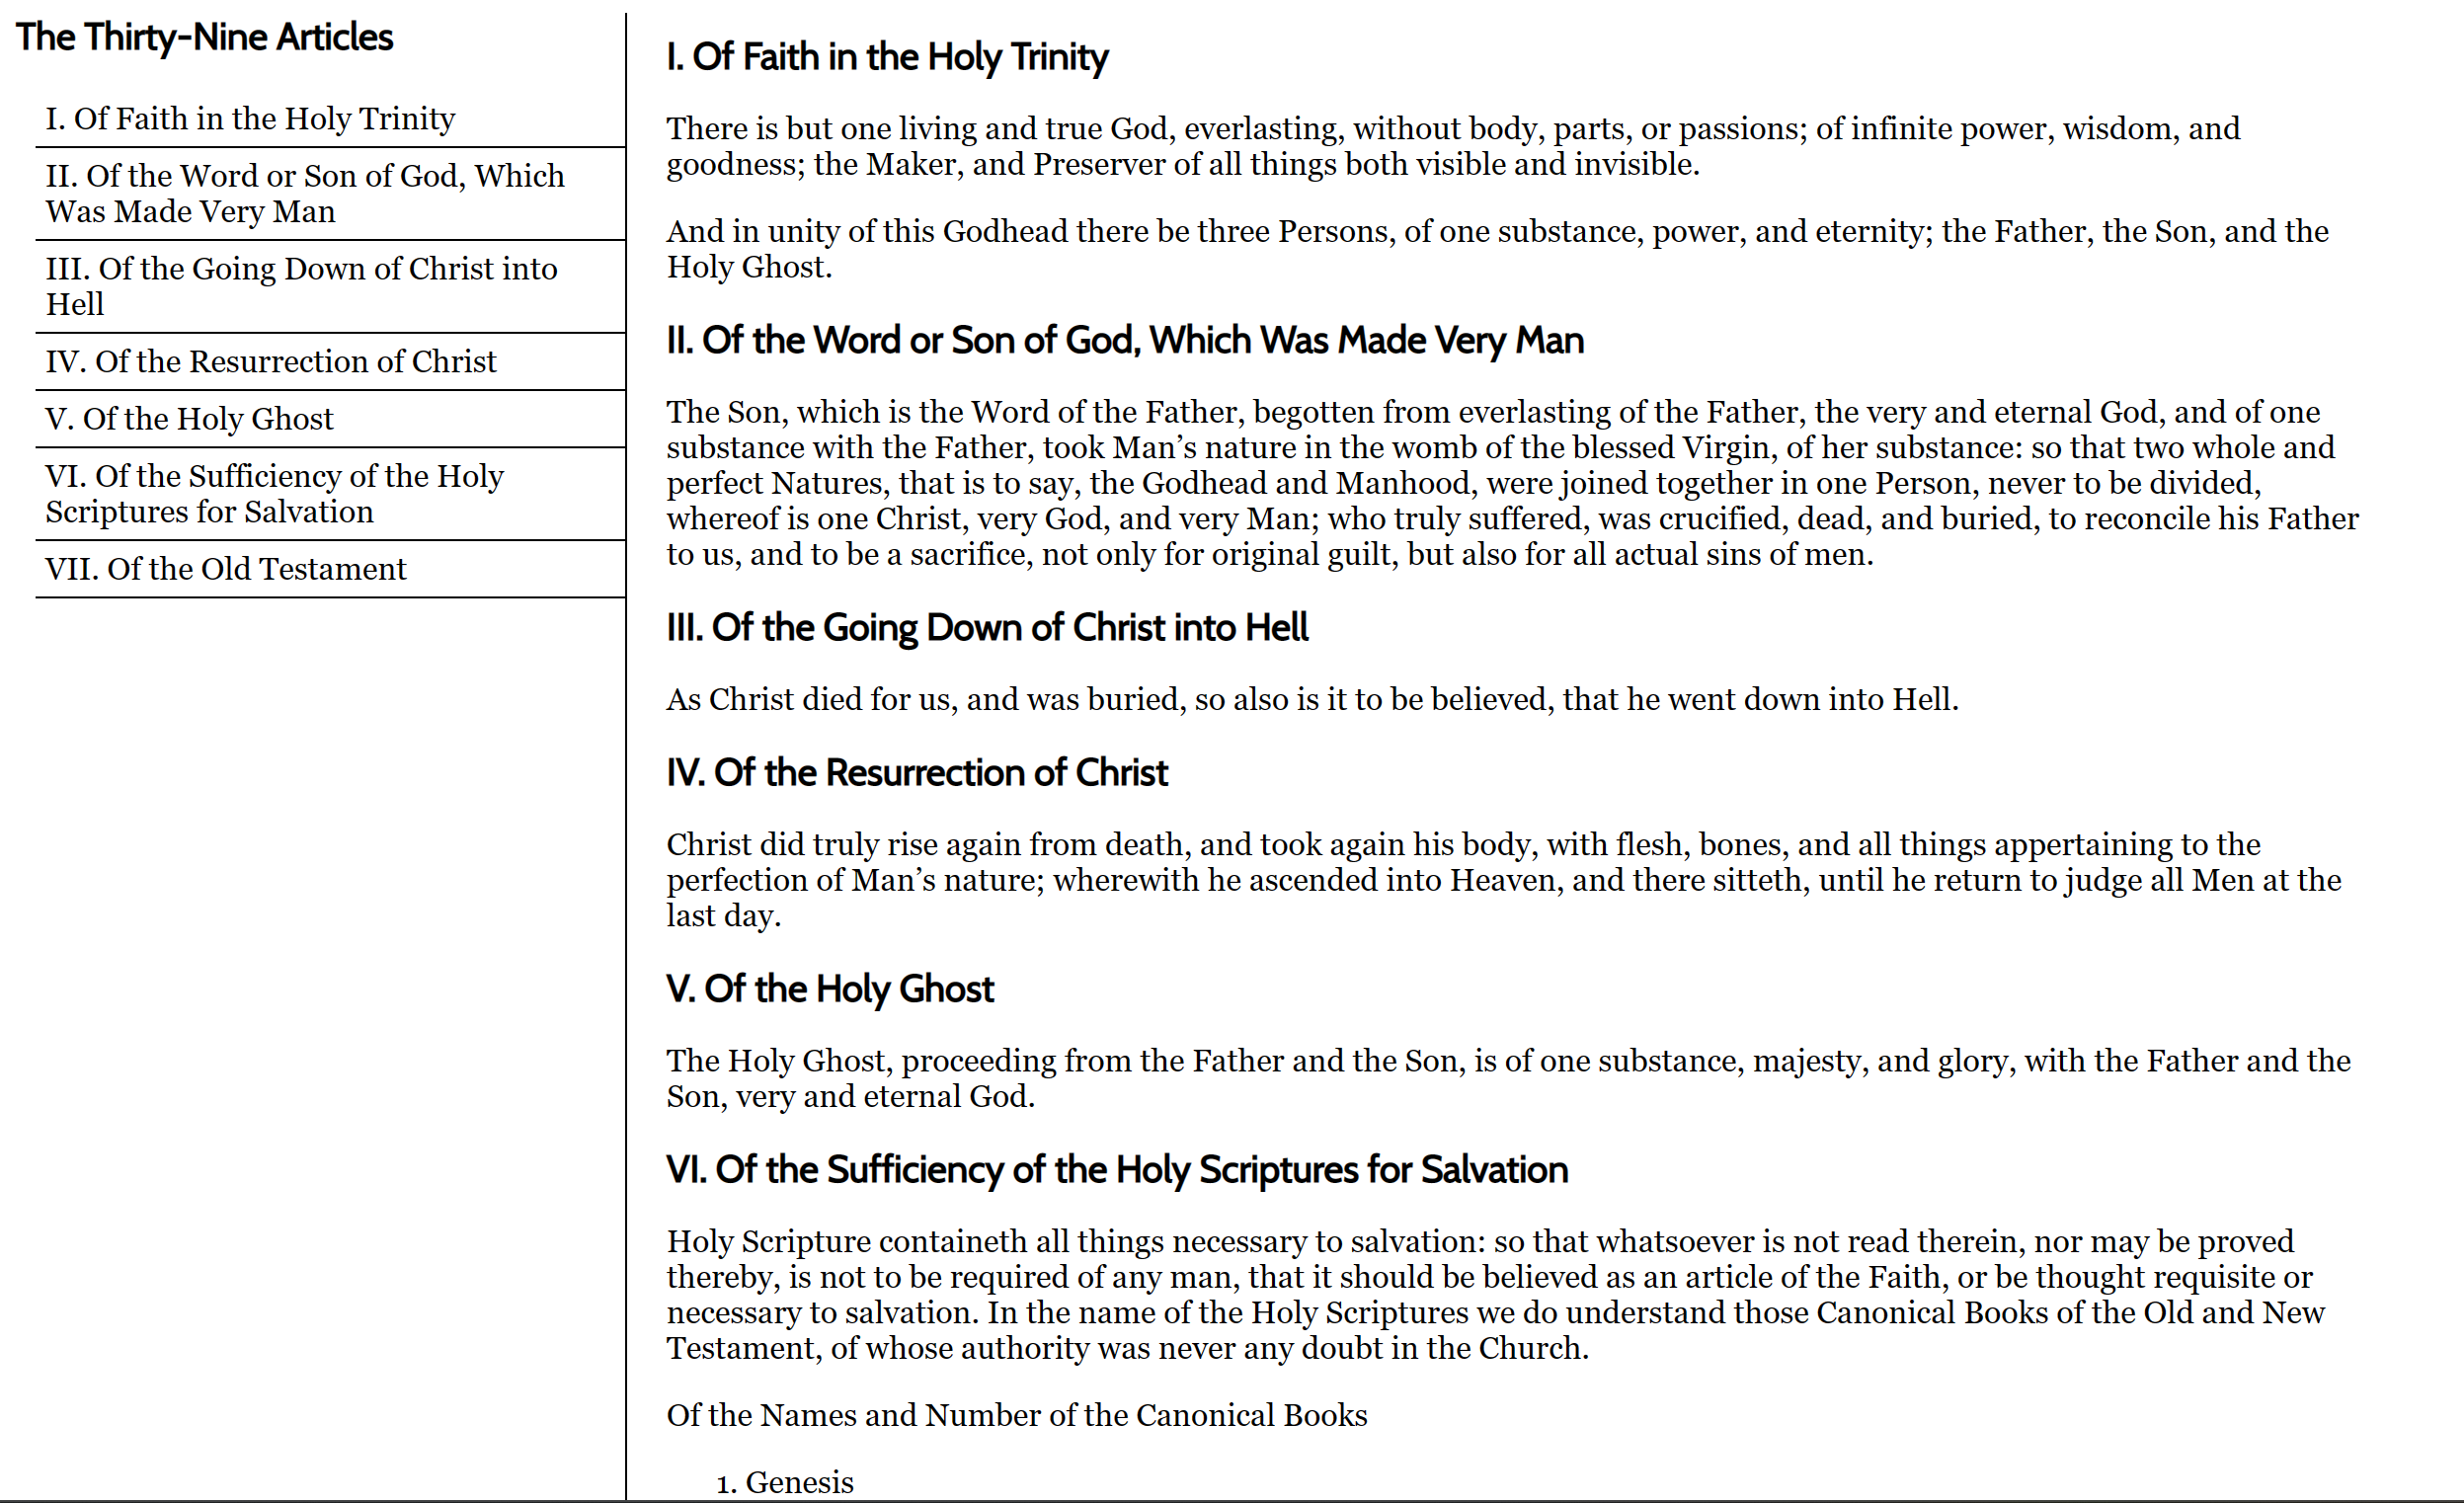 The Thirty-Nine Articles
I. Of Faith in the Holy Trinity
II. Of the Word or Son of God, Which
Was Made Very Man
III. Of the Going Down of Christ into
Hell
IV. Of the Resurrection of Christ
V. Of the Holy Ghost
VI. Of the Sufficiency of the Holy
Scriptures for Salvation
VII. Of the Old Testament
I. Of Faith in the Holy Trinity
There is but one living and true God, everlasting, without body, parts, or passions; of infinite power, wisdom, and
goodness; the Maker, and Preserver of all things both visible and invisible.
And in unity of this Godhead there be three Persons, of one substance, power, and eternity; the Father, the Son, and the
Holy Ghost.
II. Of the Word or Son of God, Which Was Made Very Man
The Son, which is the Word of the Father, begotten from everlasting of the Father, the very and eternal God, and of one
substance with the Father, took Man’s nature in the womb of the blessed Virgin, of her substance: so that two whole and
perfect Natures, that is to say, the Godhead and Manhood, were joined together in one Person, never to be divided,
whereof is one Christ, very God, and very Man; who truly suffered, was crucified, dead, and buried, to reconcile his Father
to us, and to be a sacrifice, not only for original guilt, but also for all actual sins of men.
III. Of the Going Down of Christ into Hell
As Christ died for us, and was buried, so also is it to be believed, that he went down into Hell.
IV. Of the Resurrection of Christ
Christ did truly rise again from death, and took again his body, with flesh, bones, and all things appertaining to the
perfection of Man’s nature; wherewith he ascended into Heaven, and there sitteth, until he return to judge all Men at the
last day.
V. Of the Holy Ghost
The Holy Ghost, proceeding from the Father and the Son, is of one substance, majesty, and glory, with the Father and the
Son, very and eternal God.
VI. Of the Sufficiency of the Holy Scriptures for Salvation
Holy Scripture containeth all things necessary to salvation: so that whatsoever is not read therein, nor may be proved
thereby, is not to be required of any man, that it should be believed as an article of the Faith, or be thought requisite or
necessary to salvation. In the name of the Holy Scriptures we do understand those Canonical Books of the Old and New
Testament, of whose authority was never any doubt in the Church.
Of the Names and Number of the Canonical Books
1. Genesis